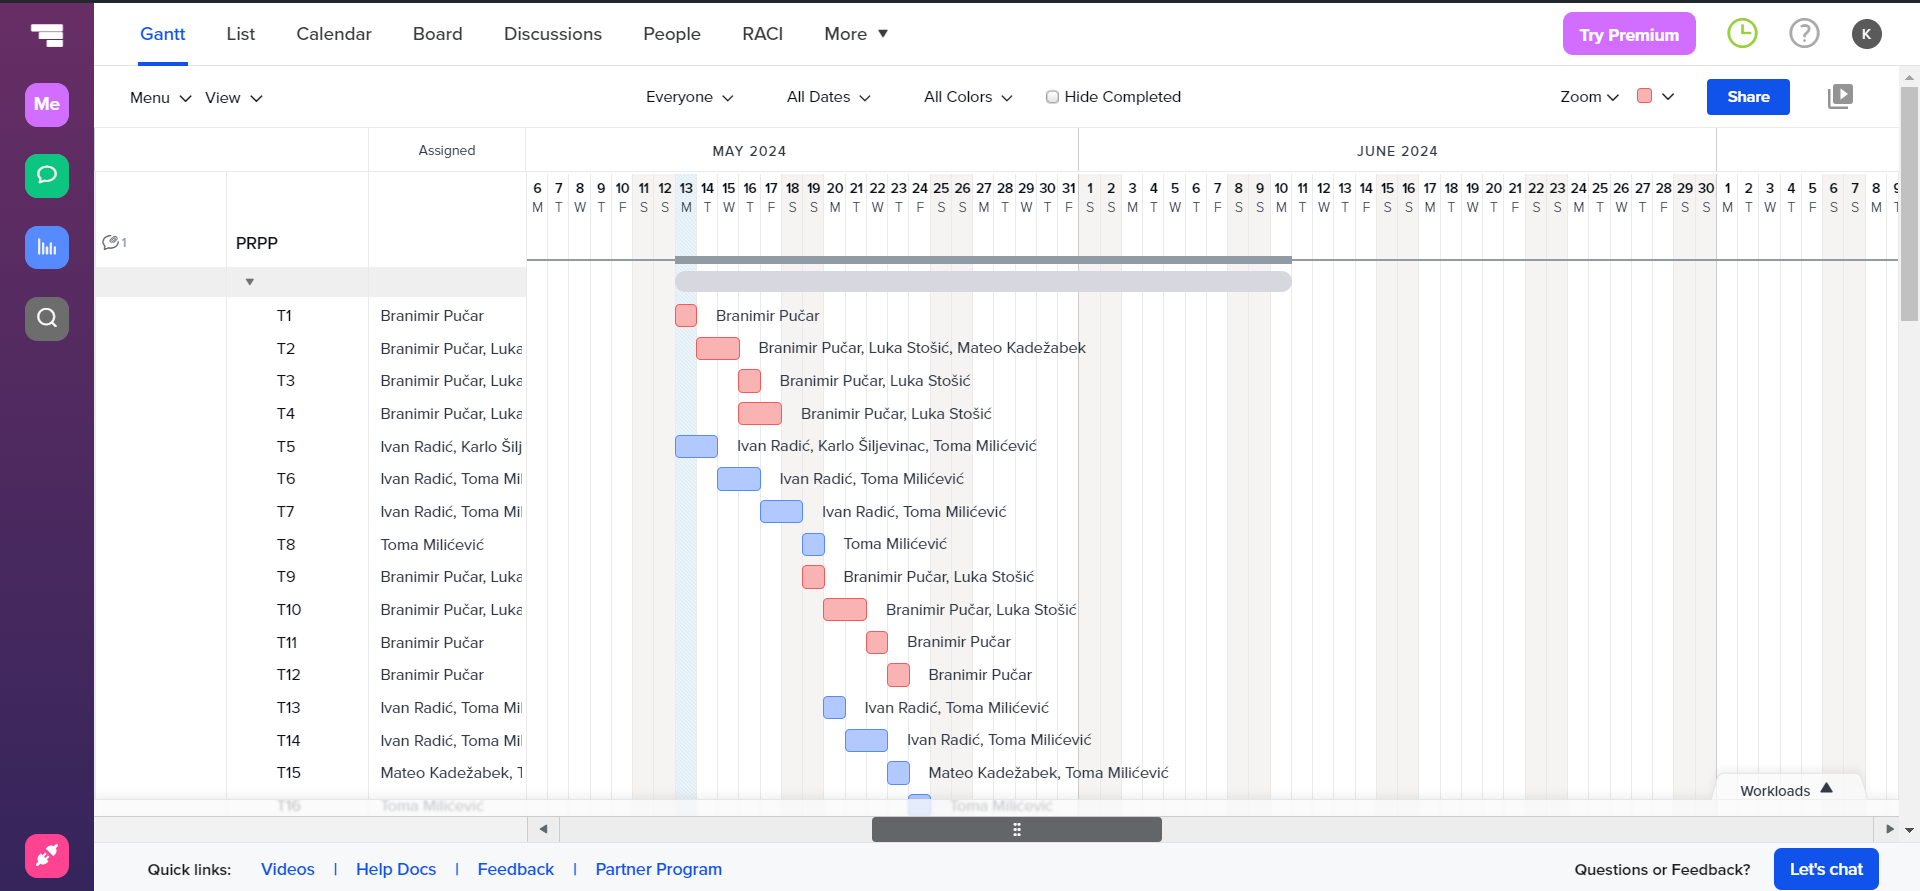 Gantt List Calendar Board Discussions People RACI More ▼ Try Premium ? K
Me
Menu View Everyone All Dates All Colors Hide Completed Zoom Share
Assigned MAY 2024 JUNE 2024
6 7 8 9 10 11 12 13 14 15 16 17 18 19 20 21 22 23 24 25 26 27 28 29 30 31 1 2 3 4 5 6 7 8 9 10 11 12 13 14 15 16 17 18 19 20 21 22 23 24 25 26 27 28 29 30 1 2 3 4 5 6 7 8 9
M T W T F S S M T W T F S S M T W T F S S M T W T F S S M T W T F S S M T W T F S S M T W T F S S M T W T F S S M T W T F S S M T
1 PRPP
T1 Branimir Pučar Branimir Pučar
T2 Branimir Pučar, Luka Branimir Pučar, Luka Stošić, Mateo Kadežabek
T3 Branimir Pučar, Luka Branimir Pučar, Luka Stošić
T4 Branimir Pučar, Luka Branimir Pučar, Luka Stošić
T5 Ivan Radić, Karlo Šilj Ivan Radić, Karlo Šiljevinac, Toma Milićević
T6 Ivan Radić, Toma Mil Ivan Radić, Toma Milićević
T7 Ivan Radić, Toma Mil Ivan Radić, Toma Milićević
T8 Toma Milićević Toma Milićević
T9 Branimir Pučar, Luka Branimir Pučar, Luka Stošić
T10 Branimir Pučar, Luka Branimir Pučar, Luka Stošić
T11 Branimir Pučar Branimir Pučar
T12 Branimir Pučar Branimir Pučar
T13 Ivan Radić, Toma Mil Ivan Radić, Toma Milićević
T14 Ivan Radić, Toma Mil Ivan Radić, Toma Milićević
T15 Mateo Kadežabek, T Mateo Kadežabek, Toma Milićević
T16 Toma Milićević Toma Milićević
Workloads
Quick links: Videos | Help Docs | Feedback | Partner Program Questions or Feedback? Let's chat